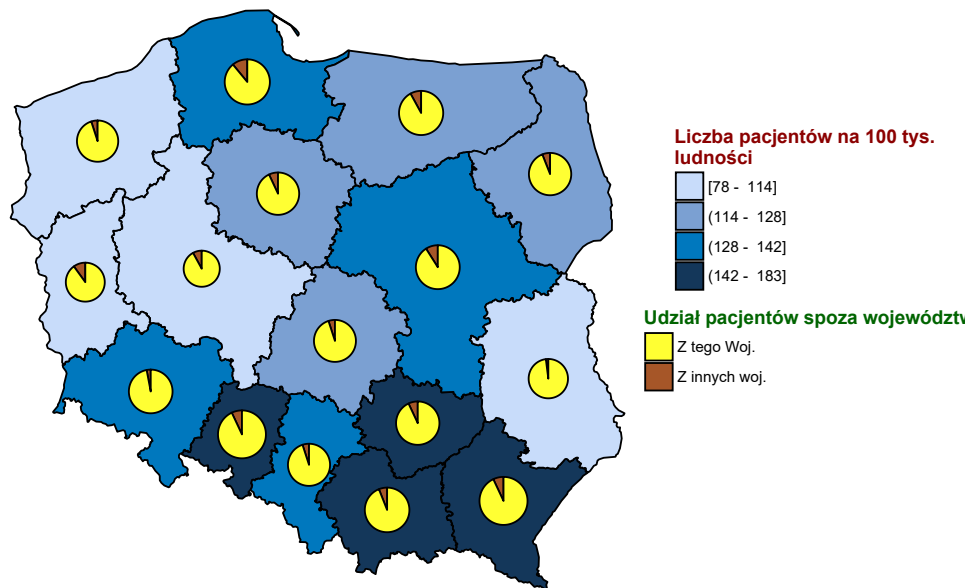 Liczba pacjentów na 100 tys.
ludności
[78 - 114]
(114 - 128]
(128 - 142]
(142 - 183]
Udział pacjentów spoza województw
Z tego Woj.
Z innych woj.